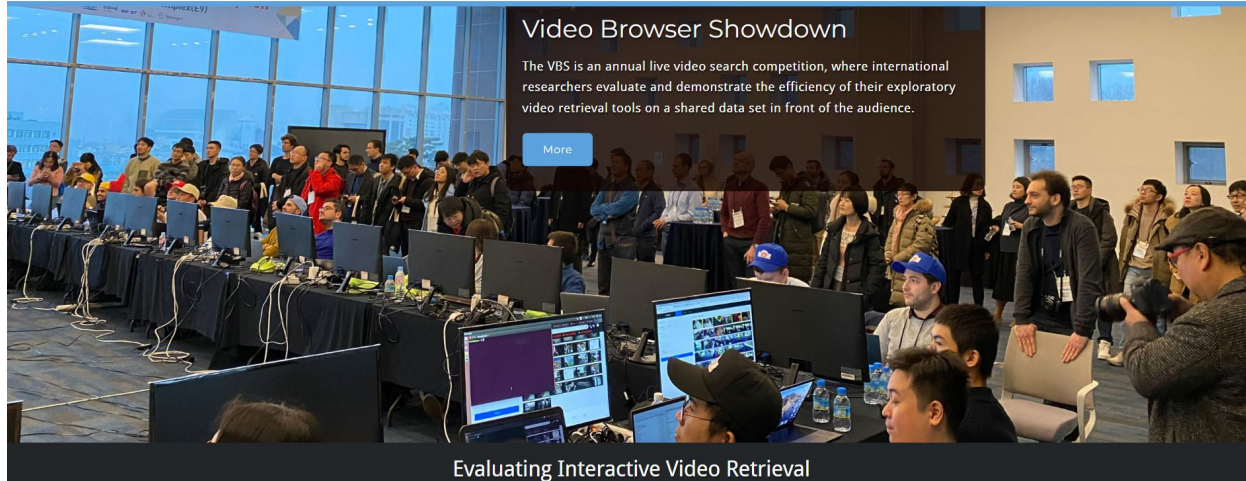 mplex(E9)
Video Browser Showdown
The VBS is an annual live video search competition, where international
researchers evaluate and demonstrate the efficiency of their exploratory
video retrieval tools on a shared data set in front of the audience.
More
Evaluating Interactive Video Retrieval